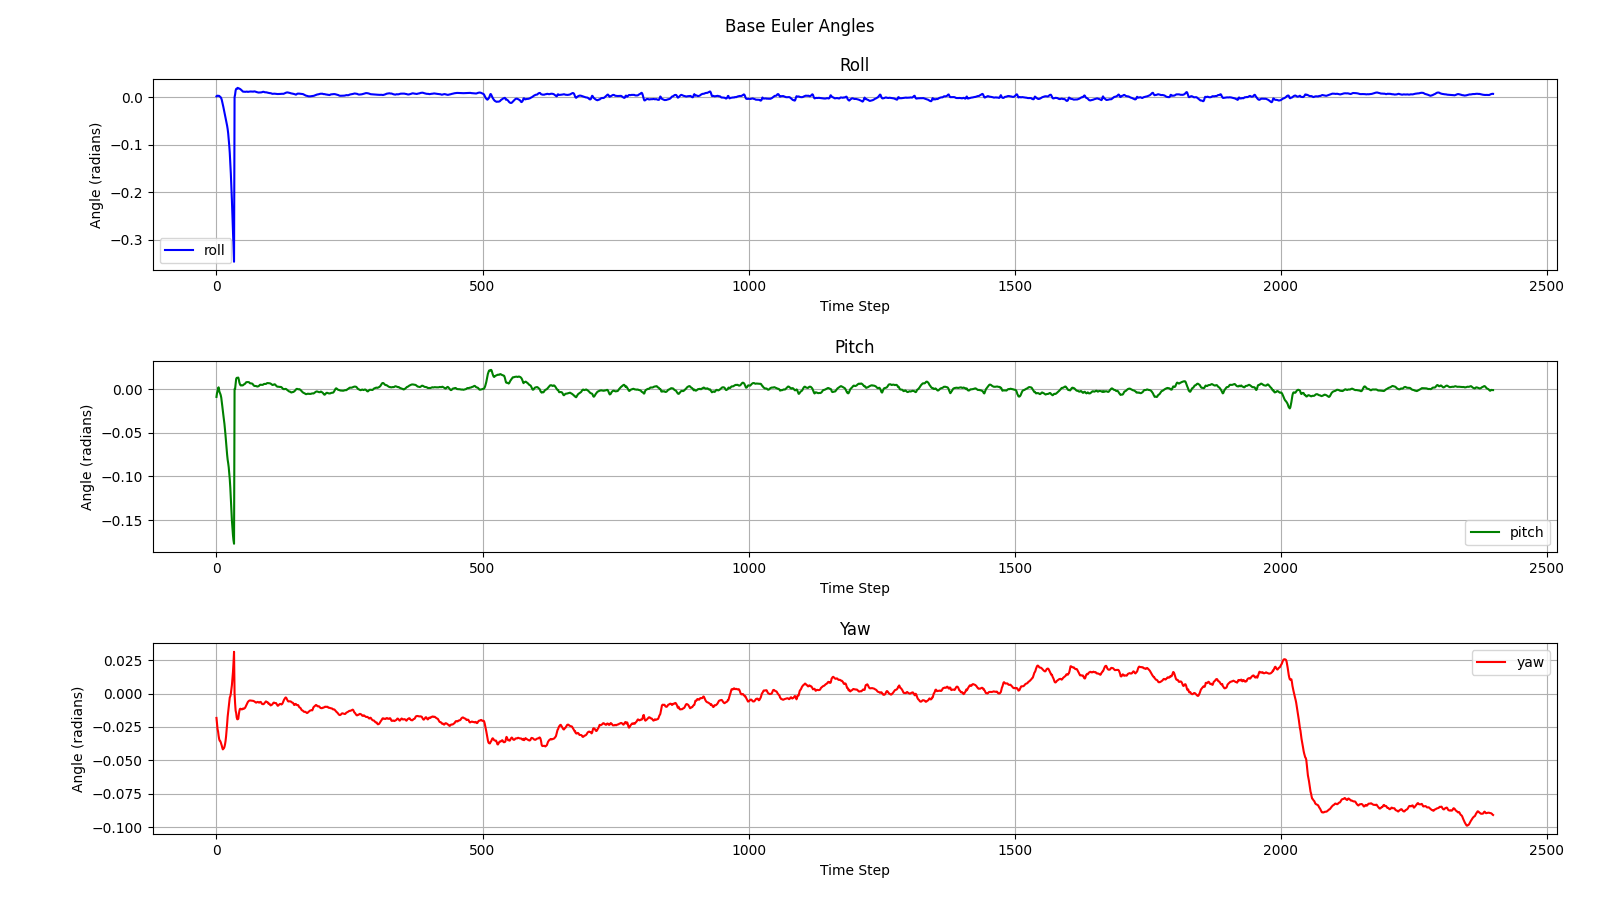 Base Euler Angles
Roll
0.0
−0.1
−0.2
−0.3
Angle (radians)
roll
0 500 1000 1500 2000 2500
Time Step
Pitch
0.00
−0.05
−0.10
−0.15
Angle (radians)
pitch
0 500 1000 1500 2000 2500
Time Step
Yaw
0.025
0.000
−0.025
−0.050
−0.075
−0.100
Angle (radians)
yaw
0 500 1000 1500 2000 2500
Time Step